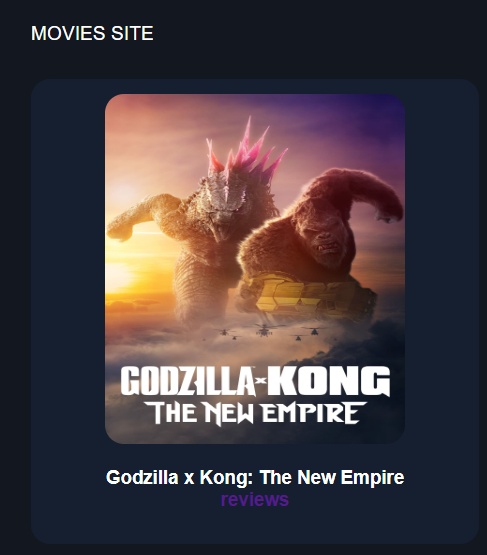 MOVIES SITE
GODZILLA x KONG
THE NEW EMPIRE
Godzilla x Kong: The New Empire
reviews